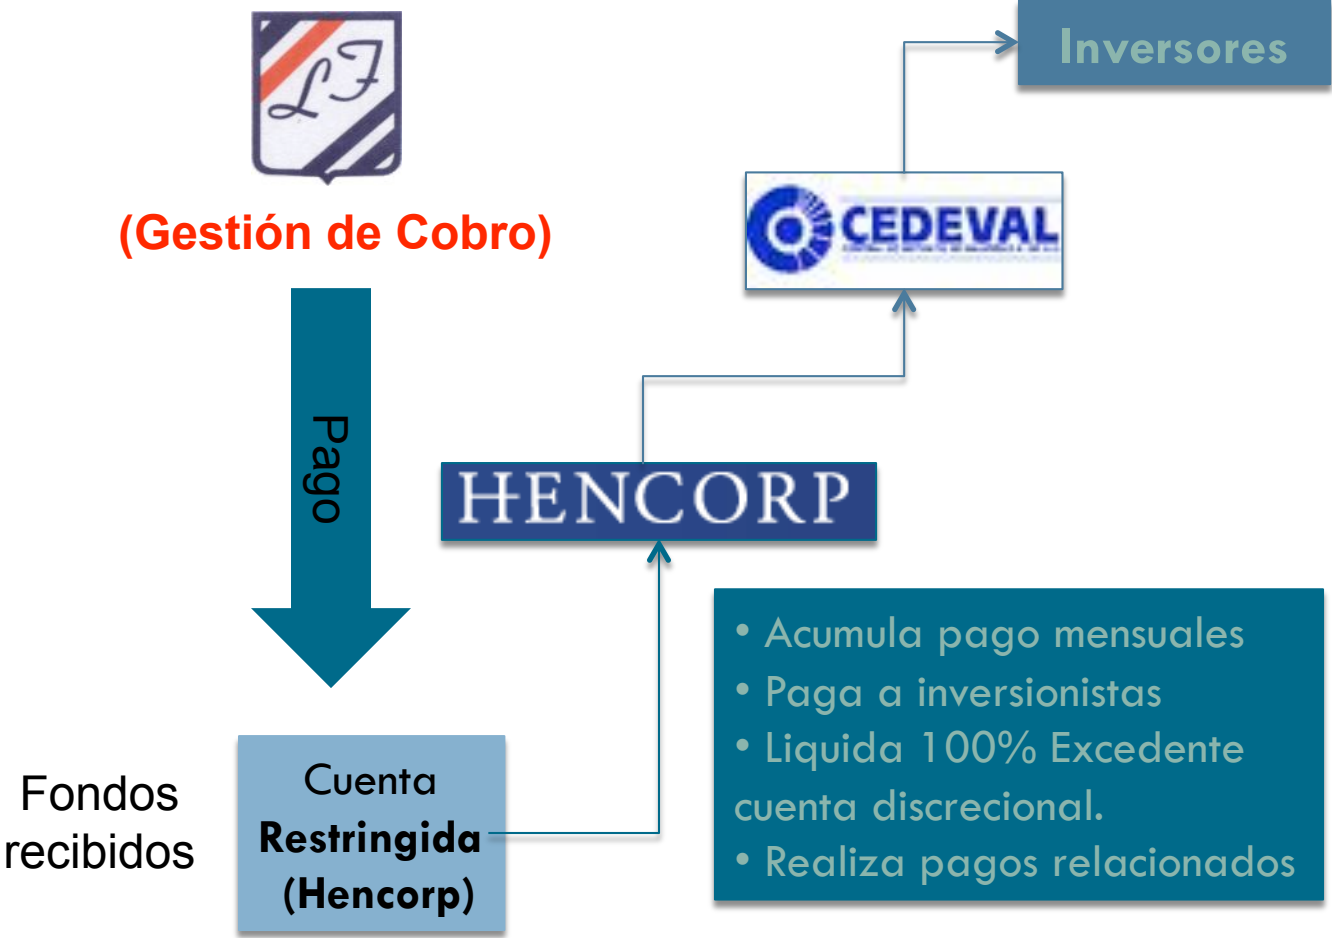 LF
(Gestión de Cobro)
Pago
Fondos
recibidos
Cuenta
Restringida
(Hencorp)
HENCORP
CEDEVAL
Inversores
• Acumula pago mensuales
• Paga a inversionistas
• Liquida 100% Excedente
cuenta discrecional.
• Realiza pagos relacionados